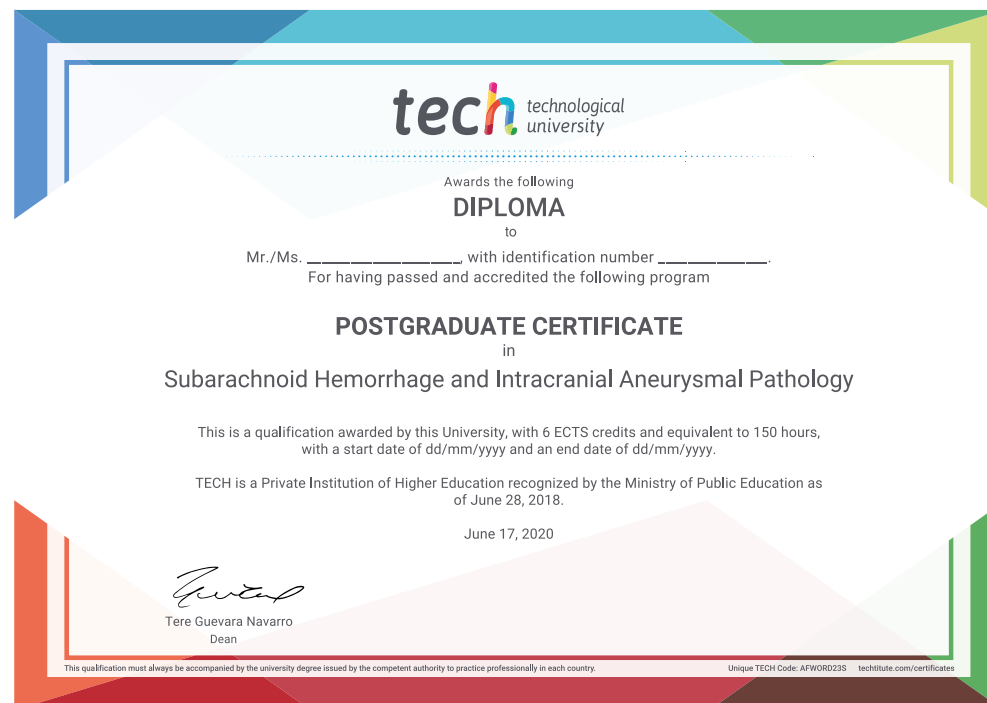 tech technological
university
Awards the following
DIPLOMA
to
Mr./Ms. ____________________, with identification number ______________.
For having passed and accredited the following program
POSTGRADUATE CERTIFICATE
in
Subarachnoid Hemorrhage and Intracranial Aneurysmal Pathology
This is a qualification awarded by this University, with 6 ECTS credits and equivalent to 150 hours,
with a start date of dd/mm/yyyy and an end date of dd/mm/yyyy.
TECH is a Private Institution of Higher Education recognized by the Ministry of Public Education as
of June 28, 2018.
June 17, 2020
Tere Guevara Navarro
Dean
This qualification must always be accompanied by the university degree issued by the competent authority to practice professionally in each country.
Unique TECH Code: AFWORD23S techtitute.com/certificates